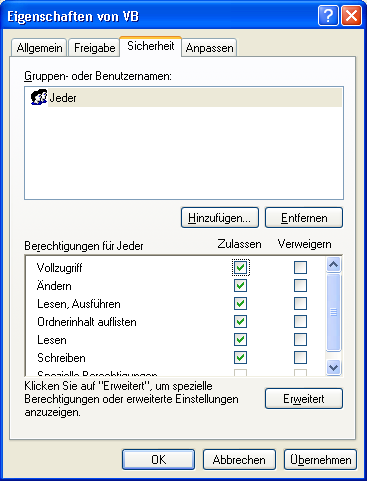 Eigenschaften von VB
Allgemein Freigabe Sicherheit Anpassen
Gruppen- oder Benutzernamen:
Jeder
Hinzufügen... Entfernen
Berechtigungen für Jeder Zulassen Verweigern
Vollzugriff
Ändern
Lesen, Ausführen
Ordnerinhalt auflisten
Lesen
Schreiben
Spezielle Berechtigungen
Klicken Sie auf "Erweitert", um spezielle
Berechtigungen oder erweiterte Einstellungen
anzuzeigen.
Erweitert
OK Abbrechen Übernehmen